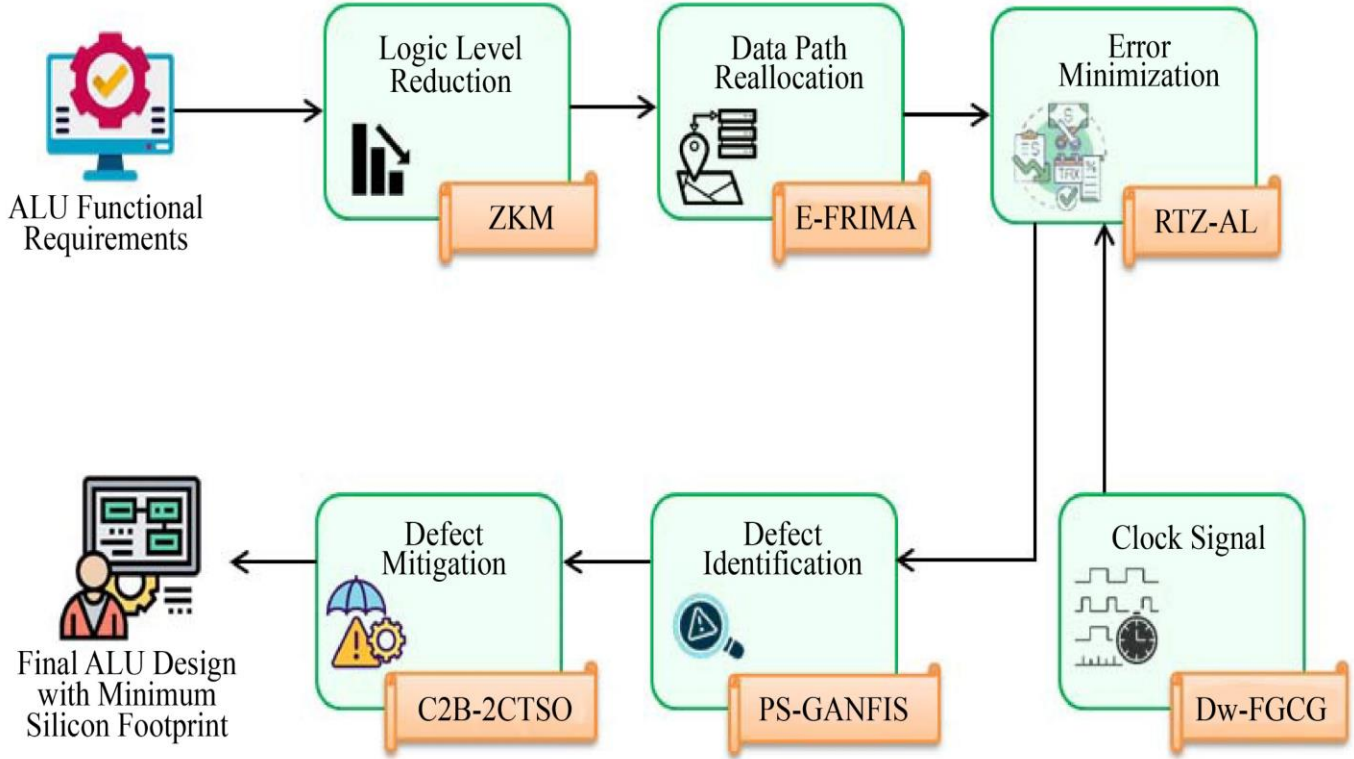 ALU Functional
Requirements
Logic Level
Reduction
ZKM
Data Path
Reallocation
E-FRIMA
Error
Minimization
$
$
TAX
RTZ-AL
Clock Signal
Dw-FGCG
Defect
Identification
PS-GANFIS
Defect
Mitigation
C2B-2CTSO
Final ALU Design
with Minimum
Silicon Footprint